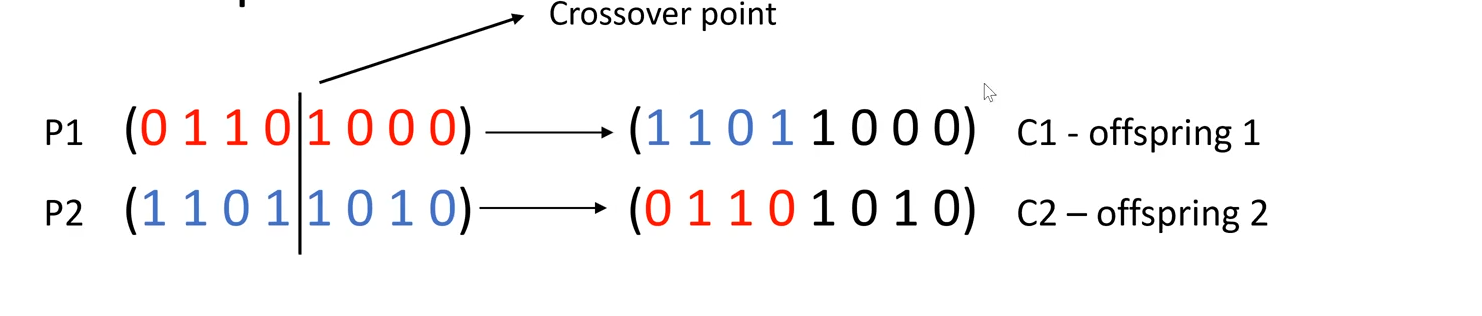 Crossover point
P1 (0 1 1 0 1 0 0 0) (1 1 0 1 1 0 0 0) C1 - offspring 1
P2 (1 1 0 1 1 0 1 0) (0 1 1 0 1 0 1 0) C2 – offspring 2